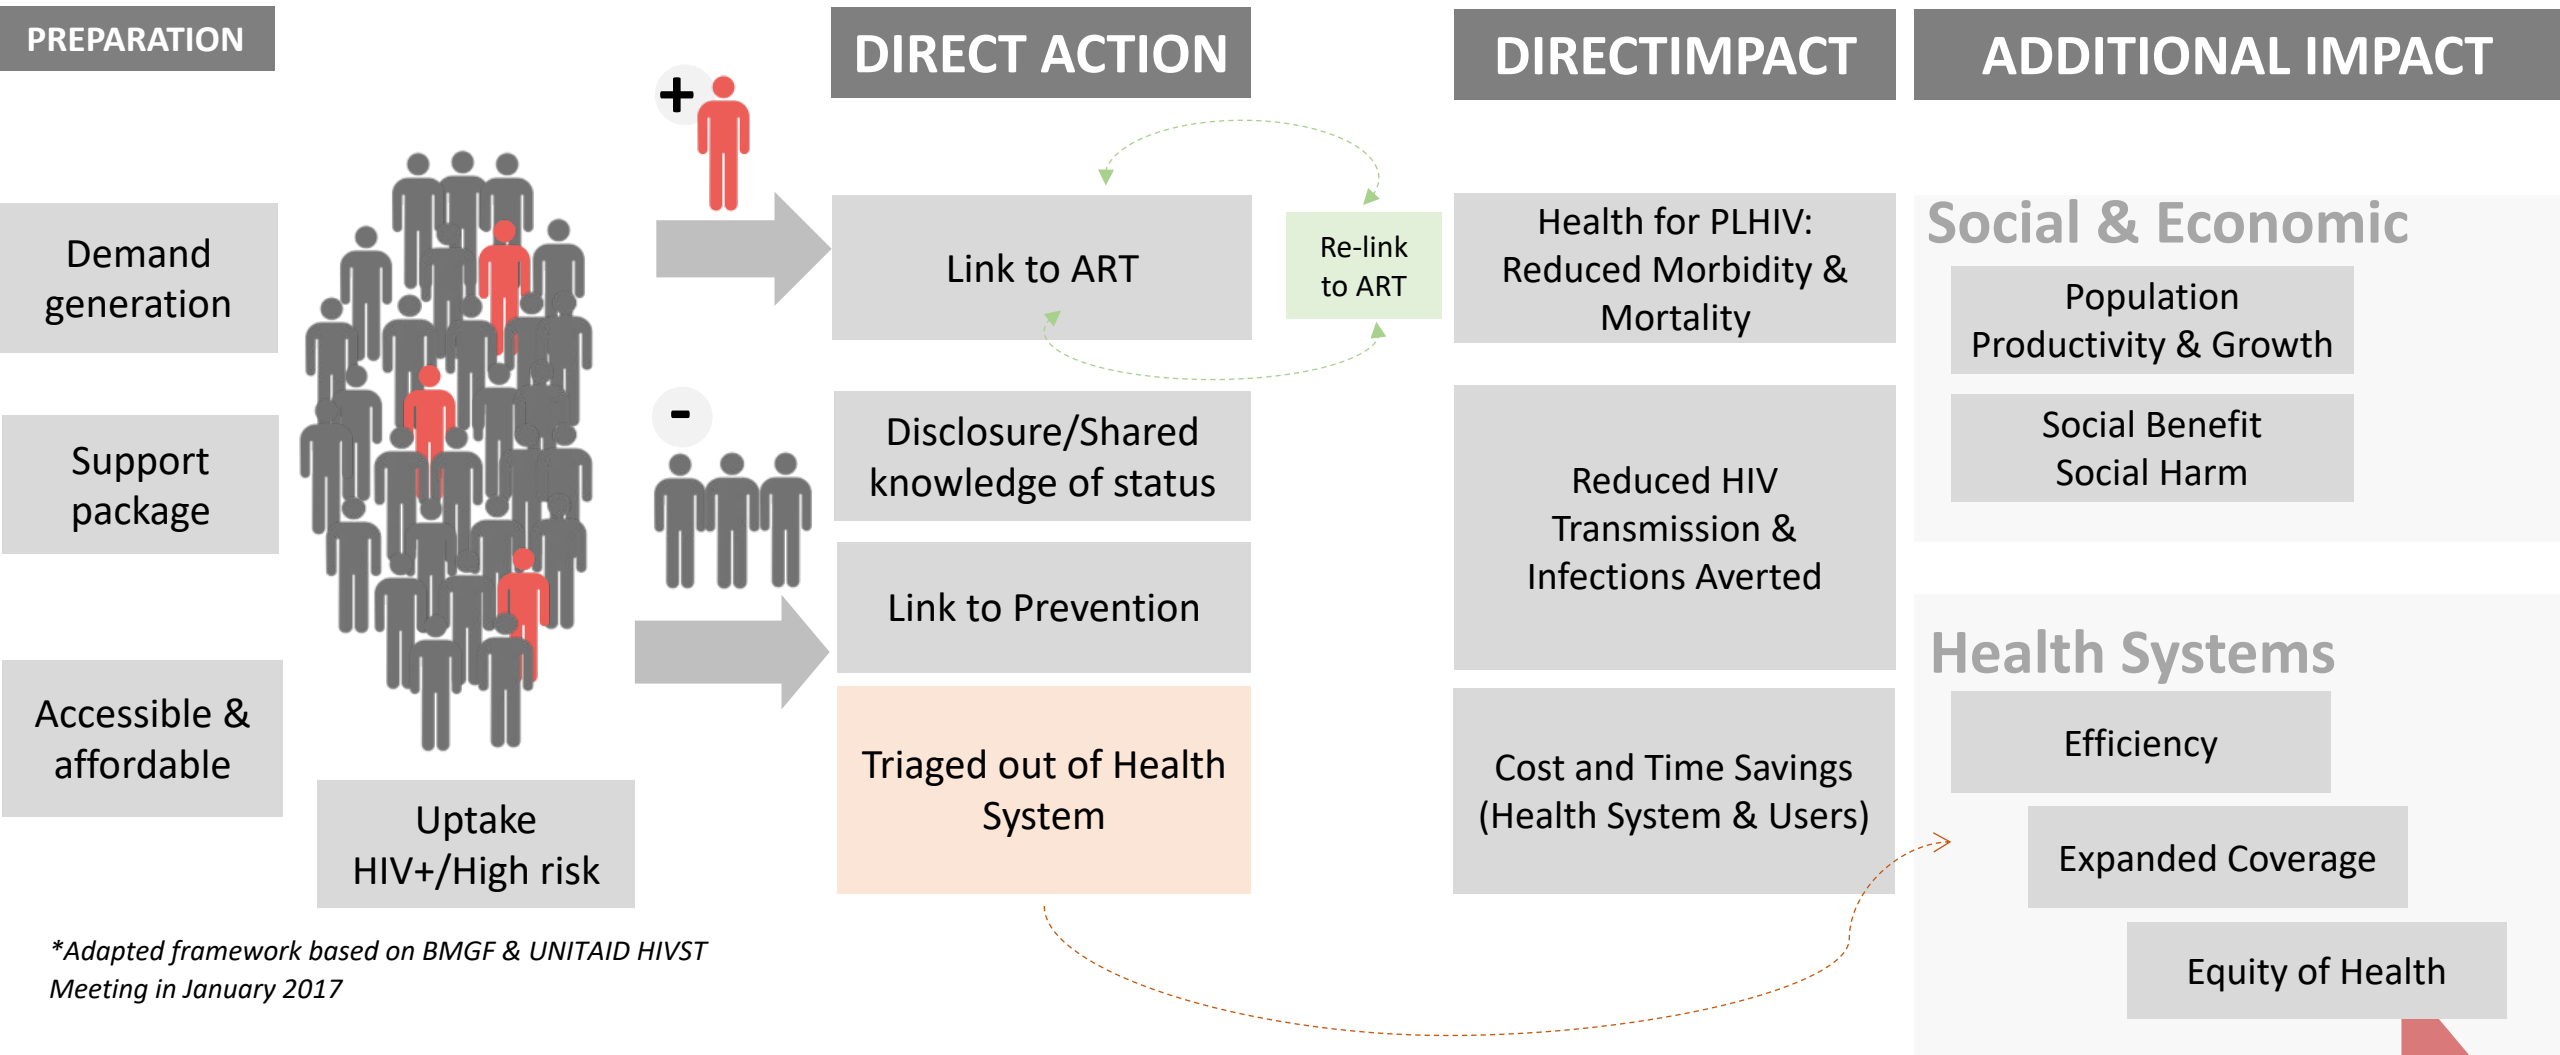 PREPARATION
DIRECT ACTION
DIRECTIMPACT
ADDITIONAL IMPACT
Demand
generation
Support
package
Accessible &
affordable
Uptake
HIV+/High risk
+
-
Link to ART
Re-link
to ART
Disclosure/Shared
knowledge of status
Link to Prevention
Triaged out of Health
System
Health for PLHIV:
Reduced Morbidity &
Mortality
Reduced HIV
Transmission &
Infections Averted
Cost and Time Savings
(Health System & Users)
Social & Economic
Population
Productivity & Growth
Social Benefit
Social Harm
Health Systems
Efficiency
Expanded Coverage
Equity of Health
*Adapted framework based on BMGF & UNITAID HIVST
Meeting in January 2017